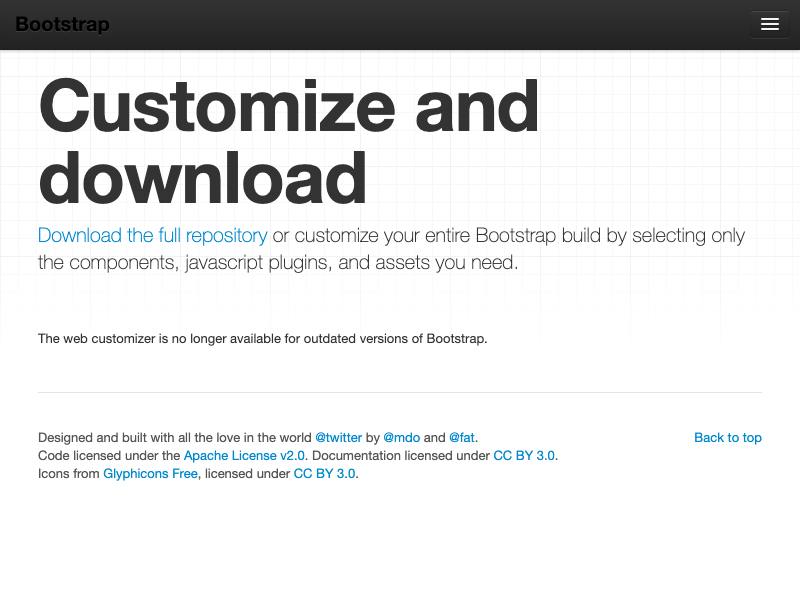 Bootstrap
Customize and
download
Download the full repository or customize your entire Bootstrap build by selecting only
the components, javascript plugins, and assets you need.
The web customizer is no longer available for outdated versions of Bootstrap.
Designed and built with all the love in the world @twitter by @mdo and @fat.
Back to top
Code licensed under the Apache License v2.0. Documentation licensed under CC BY 3.0.
Icons from Glyphicons Free, licensed under CC BY 3.0.